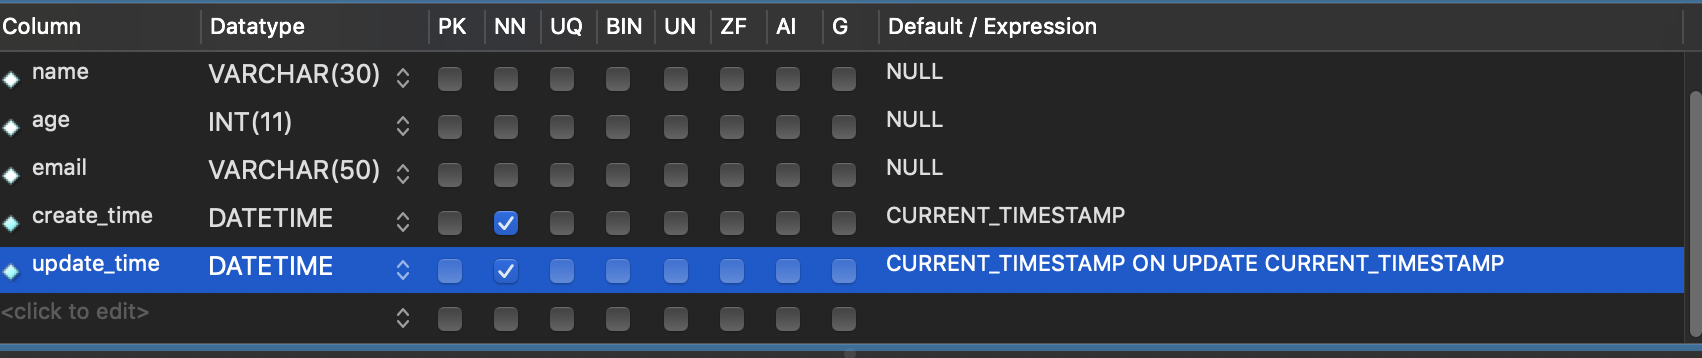 Column Datatype PK NN UQ BIN UN ZF AI G Default / Expression
name VARCHAR(30) NULL
age INT(11) NULL
email VARCHAR(50) NULL
create_time DATETIME CURRENT_TIMESTAMP
update_time DATETIME CURRENT_TIMESTAMP ON UPDATE CURRENT_TIMESTAMP
<click to edit>